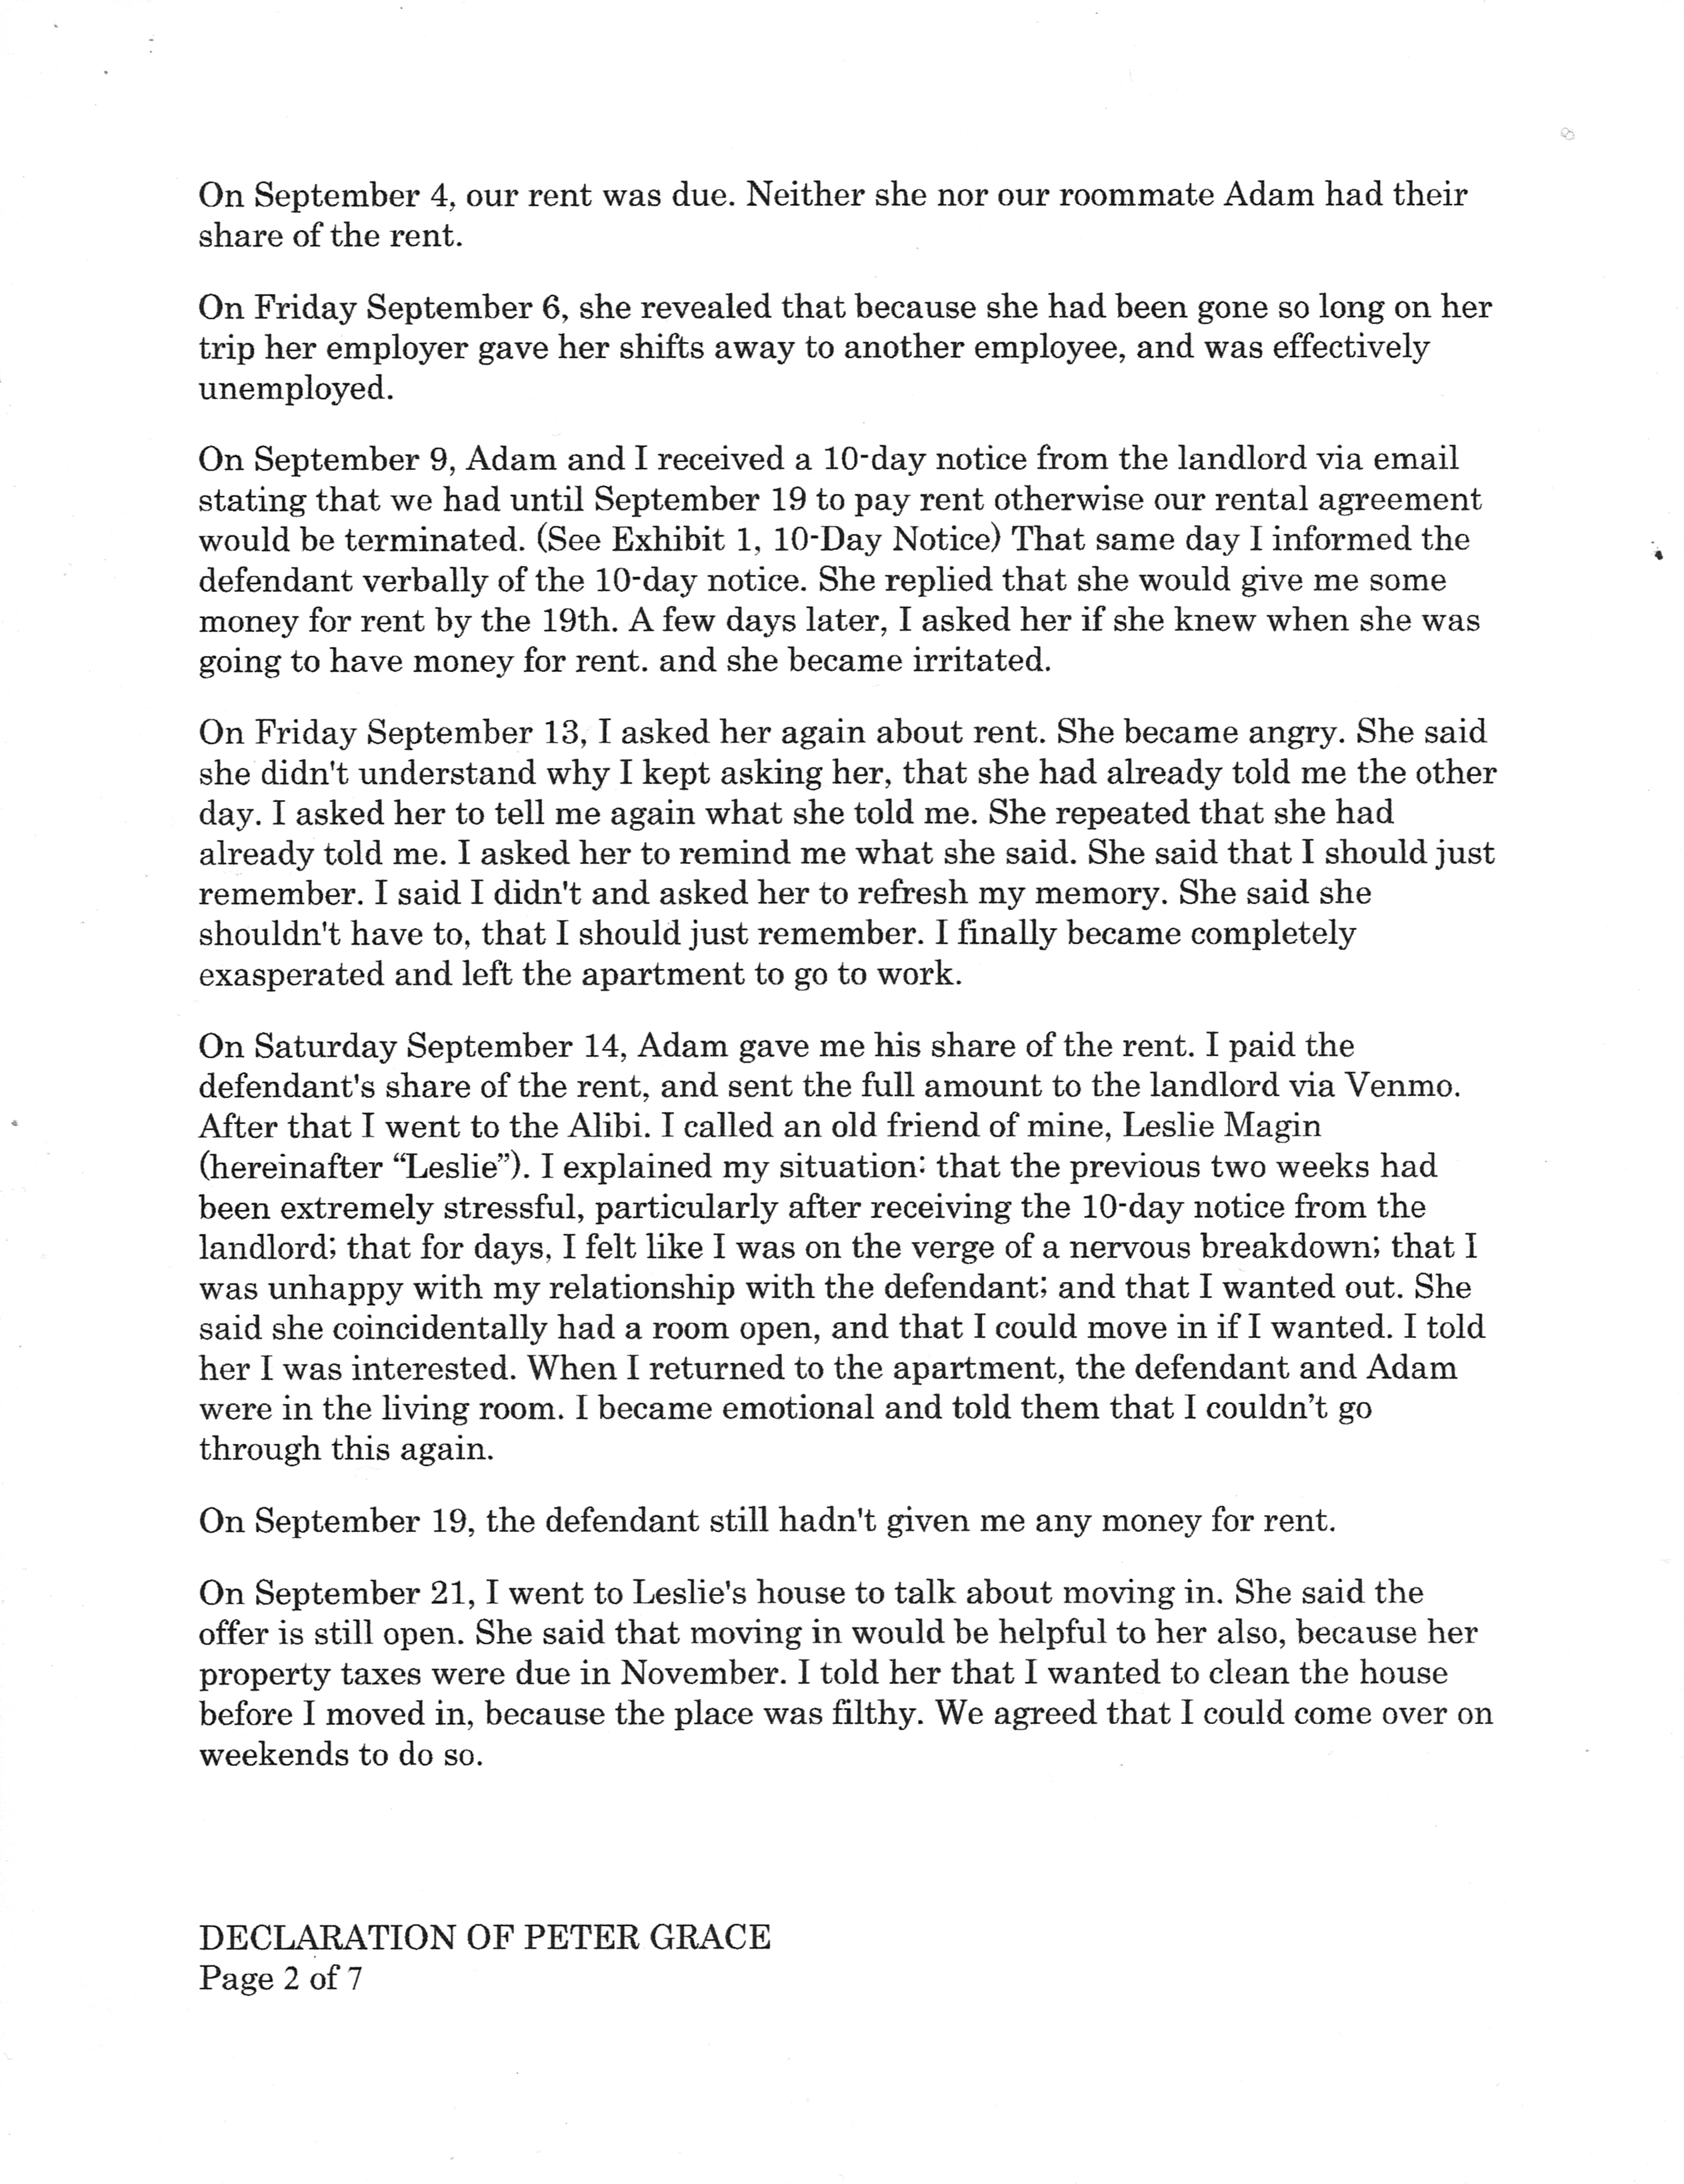 On September 4, our rent was due. Neither she nor our roommate Adam had their
share of the rent.
On Friday September 6, she revealed that because she had been gone so long on her
trip her employer gave her shifts away to another employee, and was effectively
unemployed.
On September 9, Adam and I received a 10-day notice from the landlord via email
stating that we had until September 19 to pay rent otherwise our rental agreement
would be terminated. (See Exhibit 1, 10-Day Notice) That same day I informed the
defendant verbally of the 10-day notice. She replied that she would give me some
money for rent by the 19th. A few days later, I asked her if she knew when she was
going to have money for rent. and she became irritated.
On Friday September 13, I asked her again about rent. She became angry. She said
she didn't understand why I kept asking her, that she had already told me the other
day. I asked her to tell me again what she told me. She repeated that she had
already told me. I asked her to remind me what she said. She said that I should just
remember. I said I didn't and asked her to refresh my memory. She said she
shouldn't have to, that I should just remember. I finally became completely
exasperated and left the apartment to go to work.
On Saturday September 14, Adam gave me his share of the rent. I paid the
defendant's share of the rent, and sent the full amount to the landlord via Venmo.
After that I went to the Alibi. I called an old friend of mine, Leslie Magin
(hereinafter “Leslie”). I explained my situation: that the previous two weeks had
been extremely stressful, particularly after receiving the 10-day notice from the
landlord; that for days, I felt like I was on the verge of a nervous breakdown; that I
was unhappy with my relationship with the defendant; and that I wanted out. She
said she coincidentally had a room open, and that I could move in if I wanted. I told
her I was interested. When I returned to the apartment, the defendant and Adam
were in the living room. I became emotional and told them that I couldn’t go
through this again.
On September 19, the defendant still hadn't given me any money for rent.
On September 21, I went to Leslie's house to talk about moving in. She said the
offer is still open. She said that moving in would be helpful to her also, because her
property taxes were due in November. I told her that I wanted to clean the house
before I moved in, because the place was filthy. We agreed that I could come over on
weekends to do so.
DECLARATION OF PETER GRACE
Page 2 of 7